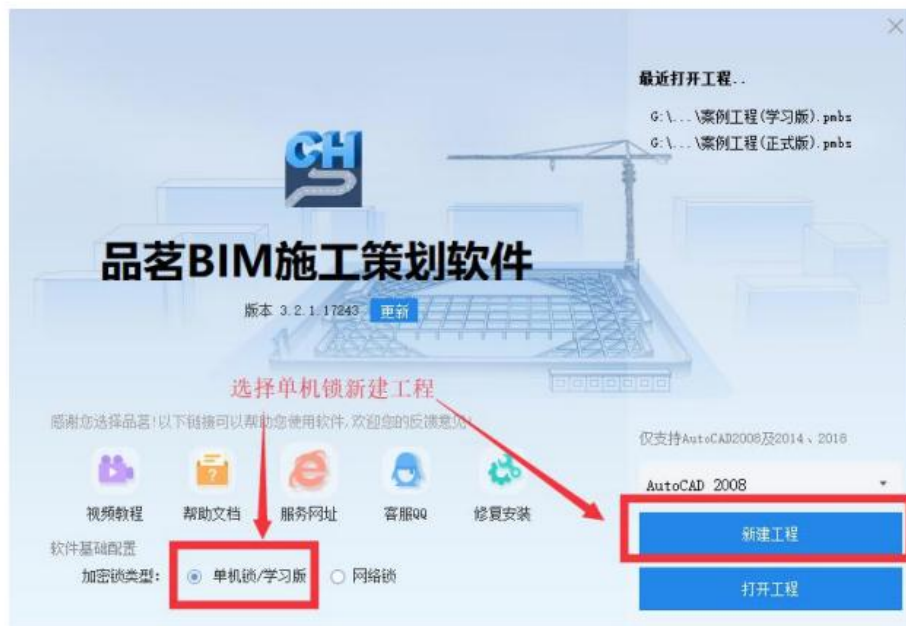 最近打开工程..
G:\...\案例工程(学习版).pmbs
G:\...\案例工程(正式版).pmbs
CH
品茗BIM施工策划软件
版本 3.2.1.17243 更新
选择单机锁新建工程
感谢您选择品茗!以下链接可以帮助您使用软件,欢迎您的反馈意见!
仅支持AutoCAD2008及2014、2018
AutoCAD 2008
视频教程 帮助文档 服务网址 客服QQ 修复安装
新建工程
软件基础配置
加密锁类型: 单机锁/学习版 网络锁
打开工程